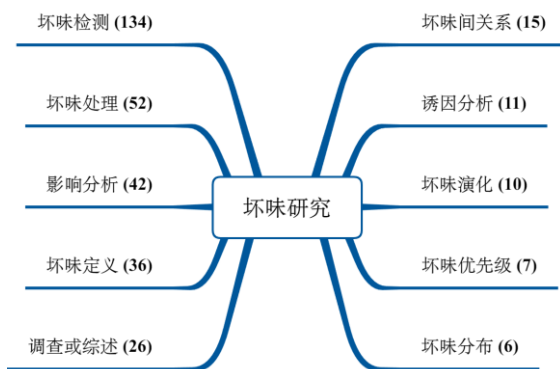 坏味检测 (134)
坏味处理 (52)
影响分析 (42)
坏味定义 (36)
调查或综述 (26)
坏味研究
坏味间关系 (15)
诱因分析 (11)
坏味演化 (10)
坏味优先级 (7)
坏味分布 (6)